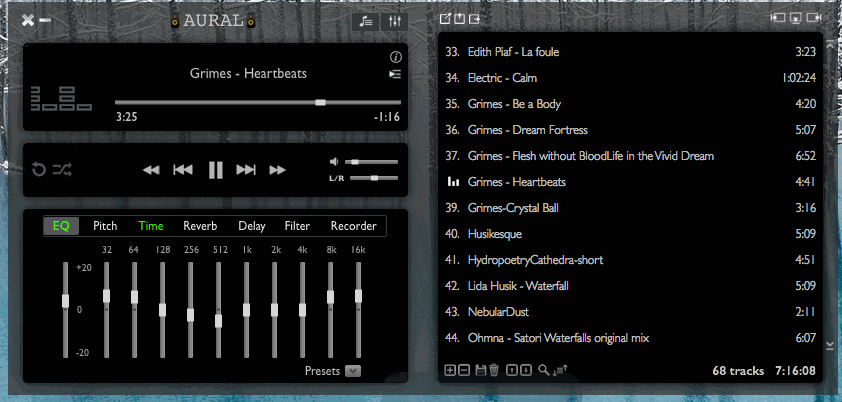 AURAL
Grimes - Heartbeats
3:25 -1:16
L/R
EQ Pitch Time Reverb Delay Filter Recorder
32 64 128 256 512 1k 2k 4k 8k 16k
+20
0
-20
Presets
33. Edith Piaf - La foule 3:23
34. Electric - Calm 1:02:24
35. Grimes - Be a Body 4:20
36. Grimes - Dream Fortress 5:07
37. Grimes - Flesh without BloodLife in the Vivid Dream 6:52
Grimes - Heartbeats 4:41
39. Grimes-Crystal Ball 3:16
40. Husikesque 5:09
41. HydropoetryCathedra-short 4:51
42. Lida Husik - Waterfall 5:09
43. NebularDust 2:11
44. Ohmna - Satori Waterfalls original mix 6:07
68 tracks 7:16:08